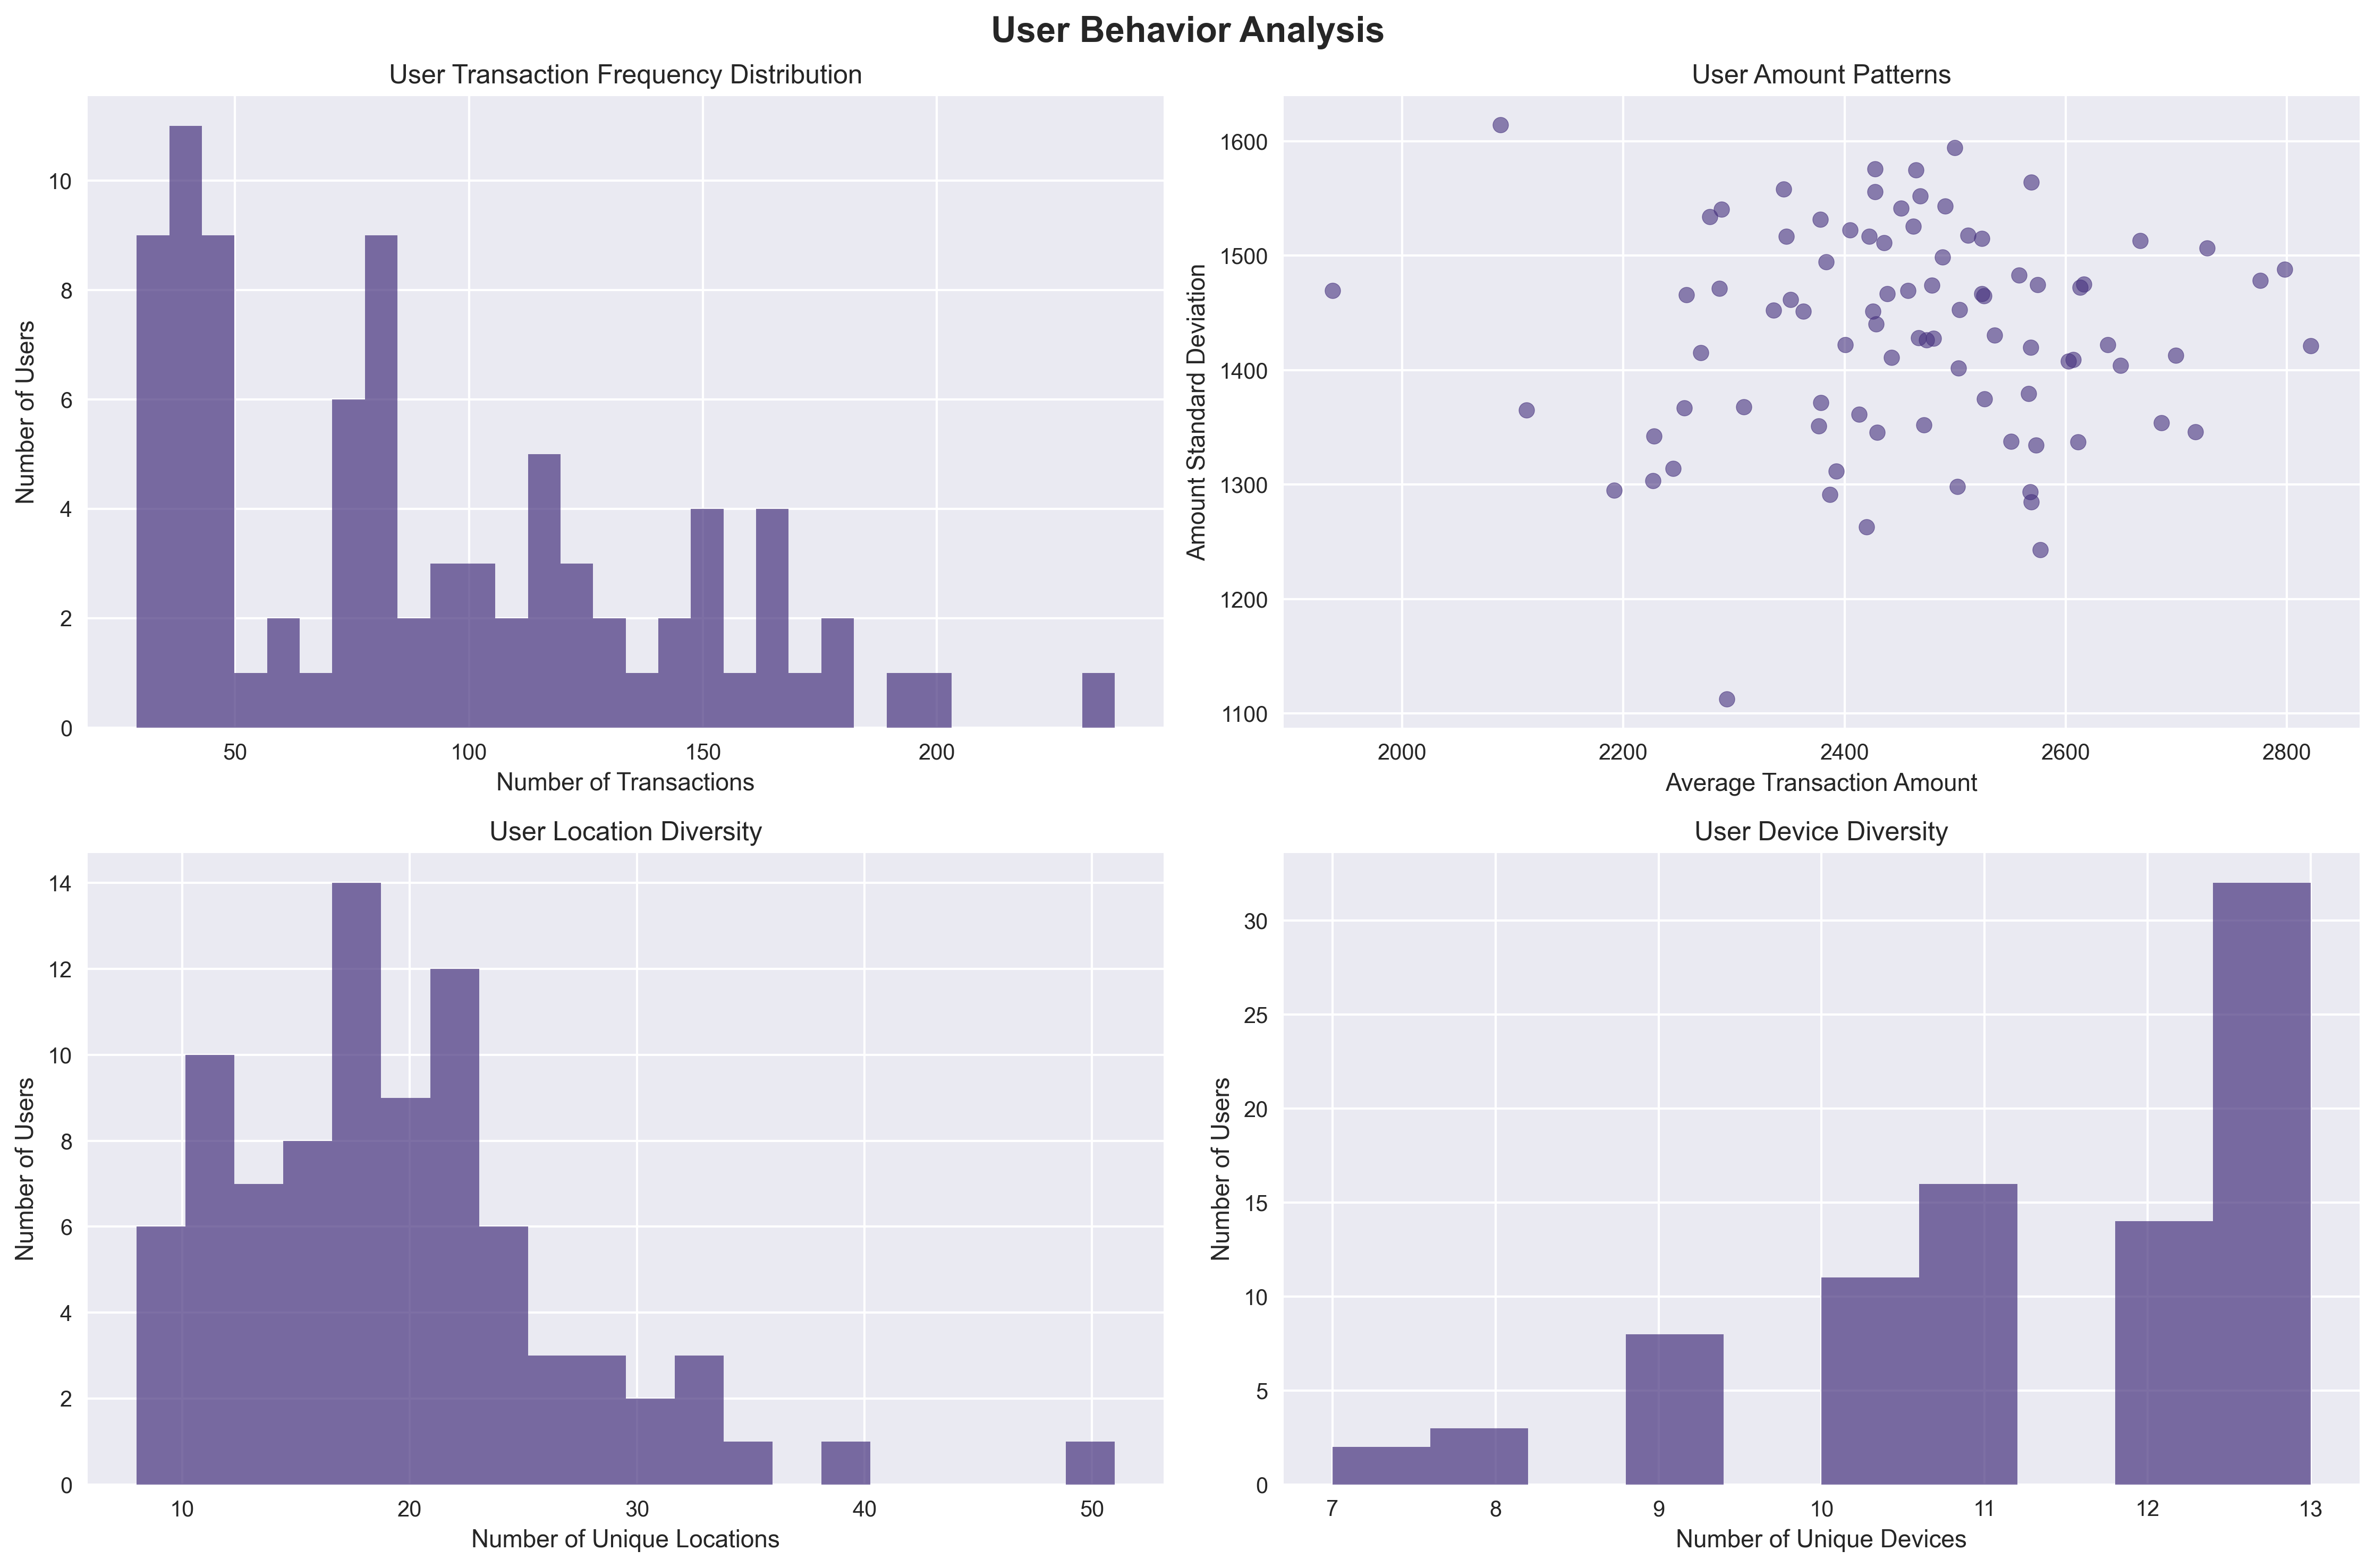 User Behavior Analysis
User Transaction Frequency Distribution
Number of Users
10
8
6
4
2
0
50 100 150 200
Number of Transactions
User Amount Patterns
Amount Standard Deviation
1600
1500
1400
1300
1200
1100
2000 2200 2400 2600 2800
Average Transaction Amount
User Location Diversity
Number of Users
14
12
10
8
6
4
2
0
10 20 30 40 50
Number of Unique Locations
User Device Diversity
Number of Users
30
25
20
15
10
5
0
7 8 9 10 11 12 13
Number of Unique Devices